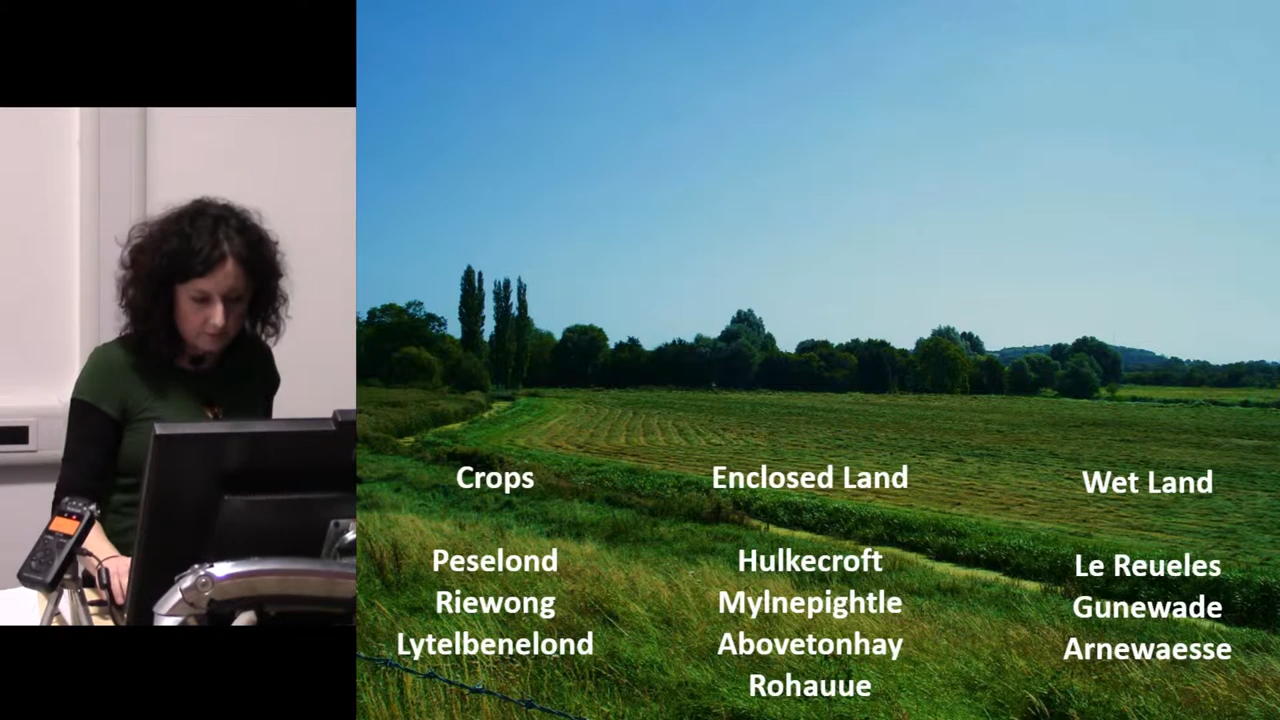 Crops
Peselond
Riewong
Lytelbenelond
Enclosed Land
Hulkecroft
Mylnepightle
Abovetonhay
Rohauue
Wet Land
Le Reueles
Gunewade
Arnewaesse